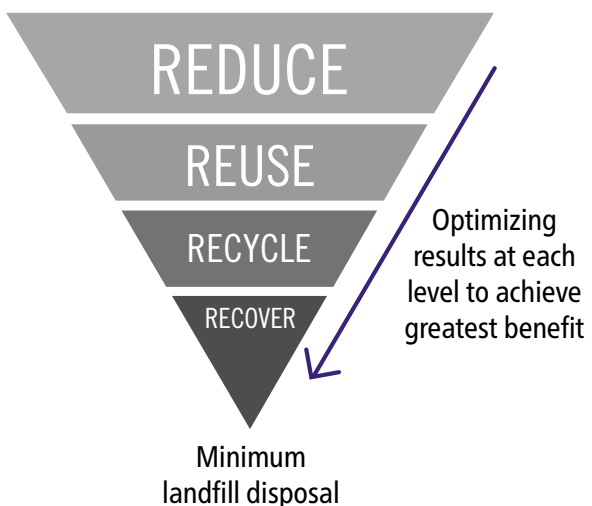 REDUCE
REUSE
RECYCLE
RECOVER
Optimizing
results at each
level to achieve
greatest benefit
Minimum
landfill disposal